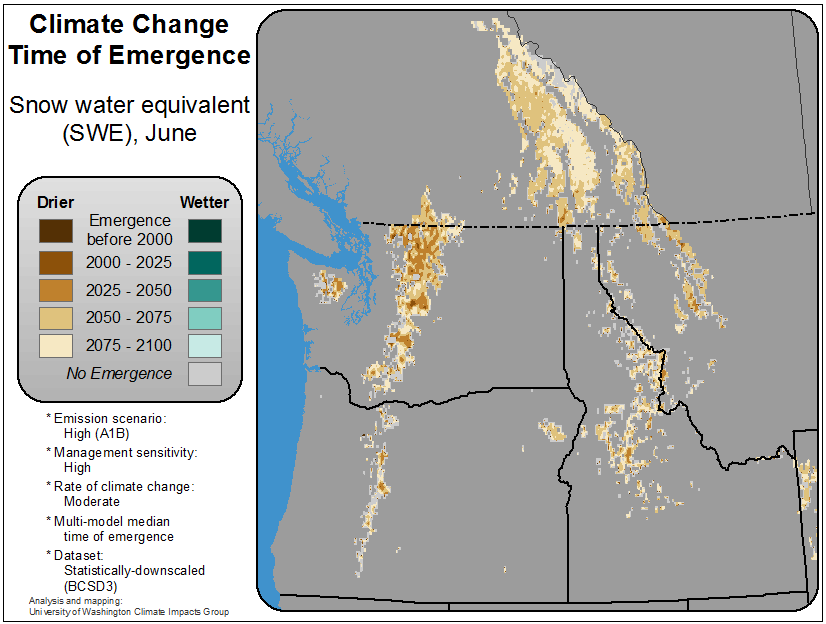 Climate Change
Time of Emergence
Snow water equivalent
(SWE), June
Drier Wetter
Emergence
before 2000
2000 - 2025
2025 - 2050
2050 - 2075
2075 - 2100
No Emergence
* Emission scenario:
High (A1B)
* Management sensitivity:
High
* Rate of climate change:
Moderate
* Multi-model median
time of emergence
* Dataset:
Statistically-downscaled
(BCSD3)
Analysis and mapping:
University of Washington Climate Impacts Group